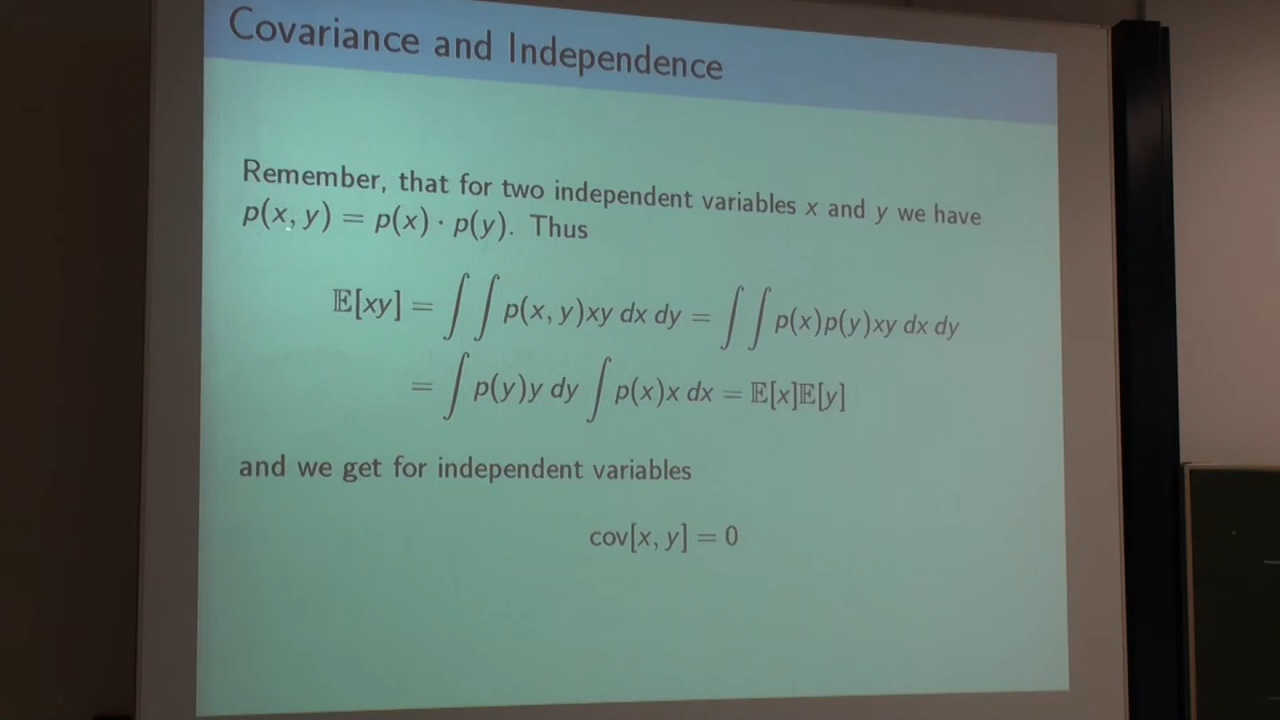 Covariance and Independence
Remember, that for two independent variables x and y we have
p(x, y) = p(x) · p(y). Thus
𝔼[xy] = ∫ ∫ p(x, y)xy dx dy = ∫ ∫ p(x)p(y)xy dx dy
= ∫ p(y)y dy ∫ p(x)x dx = 𝔼[x]𝔼[y]
and we get for independent variables
cov[x, y] = 0